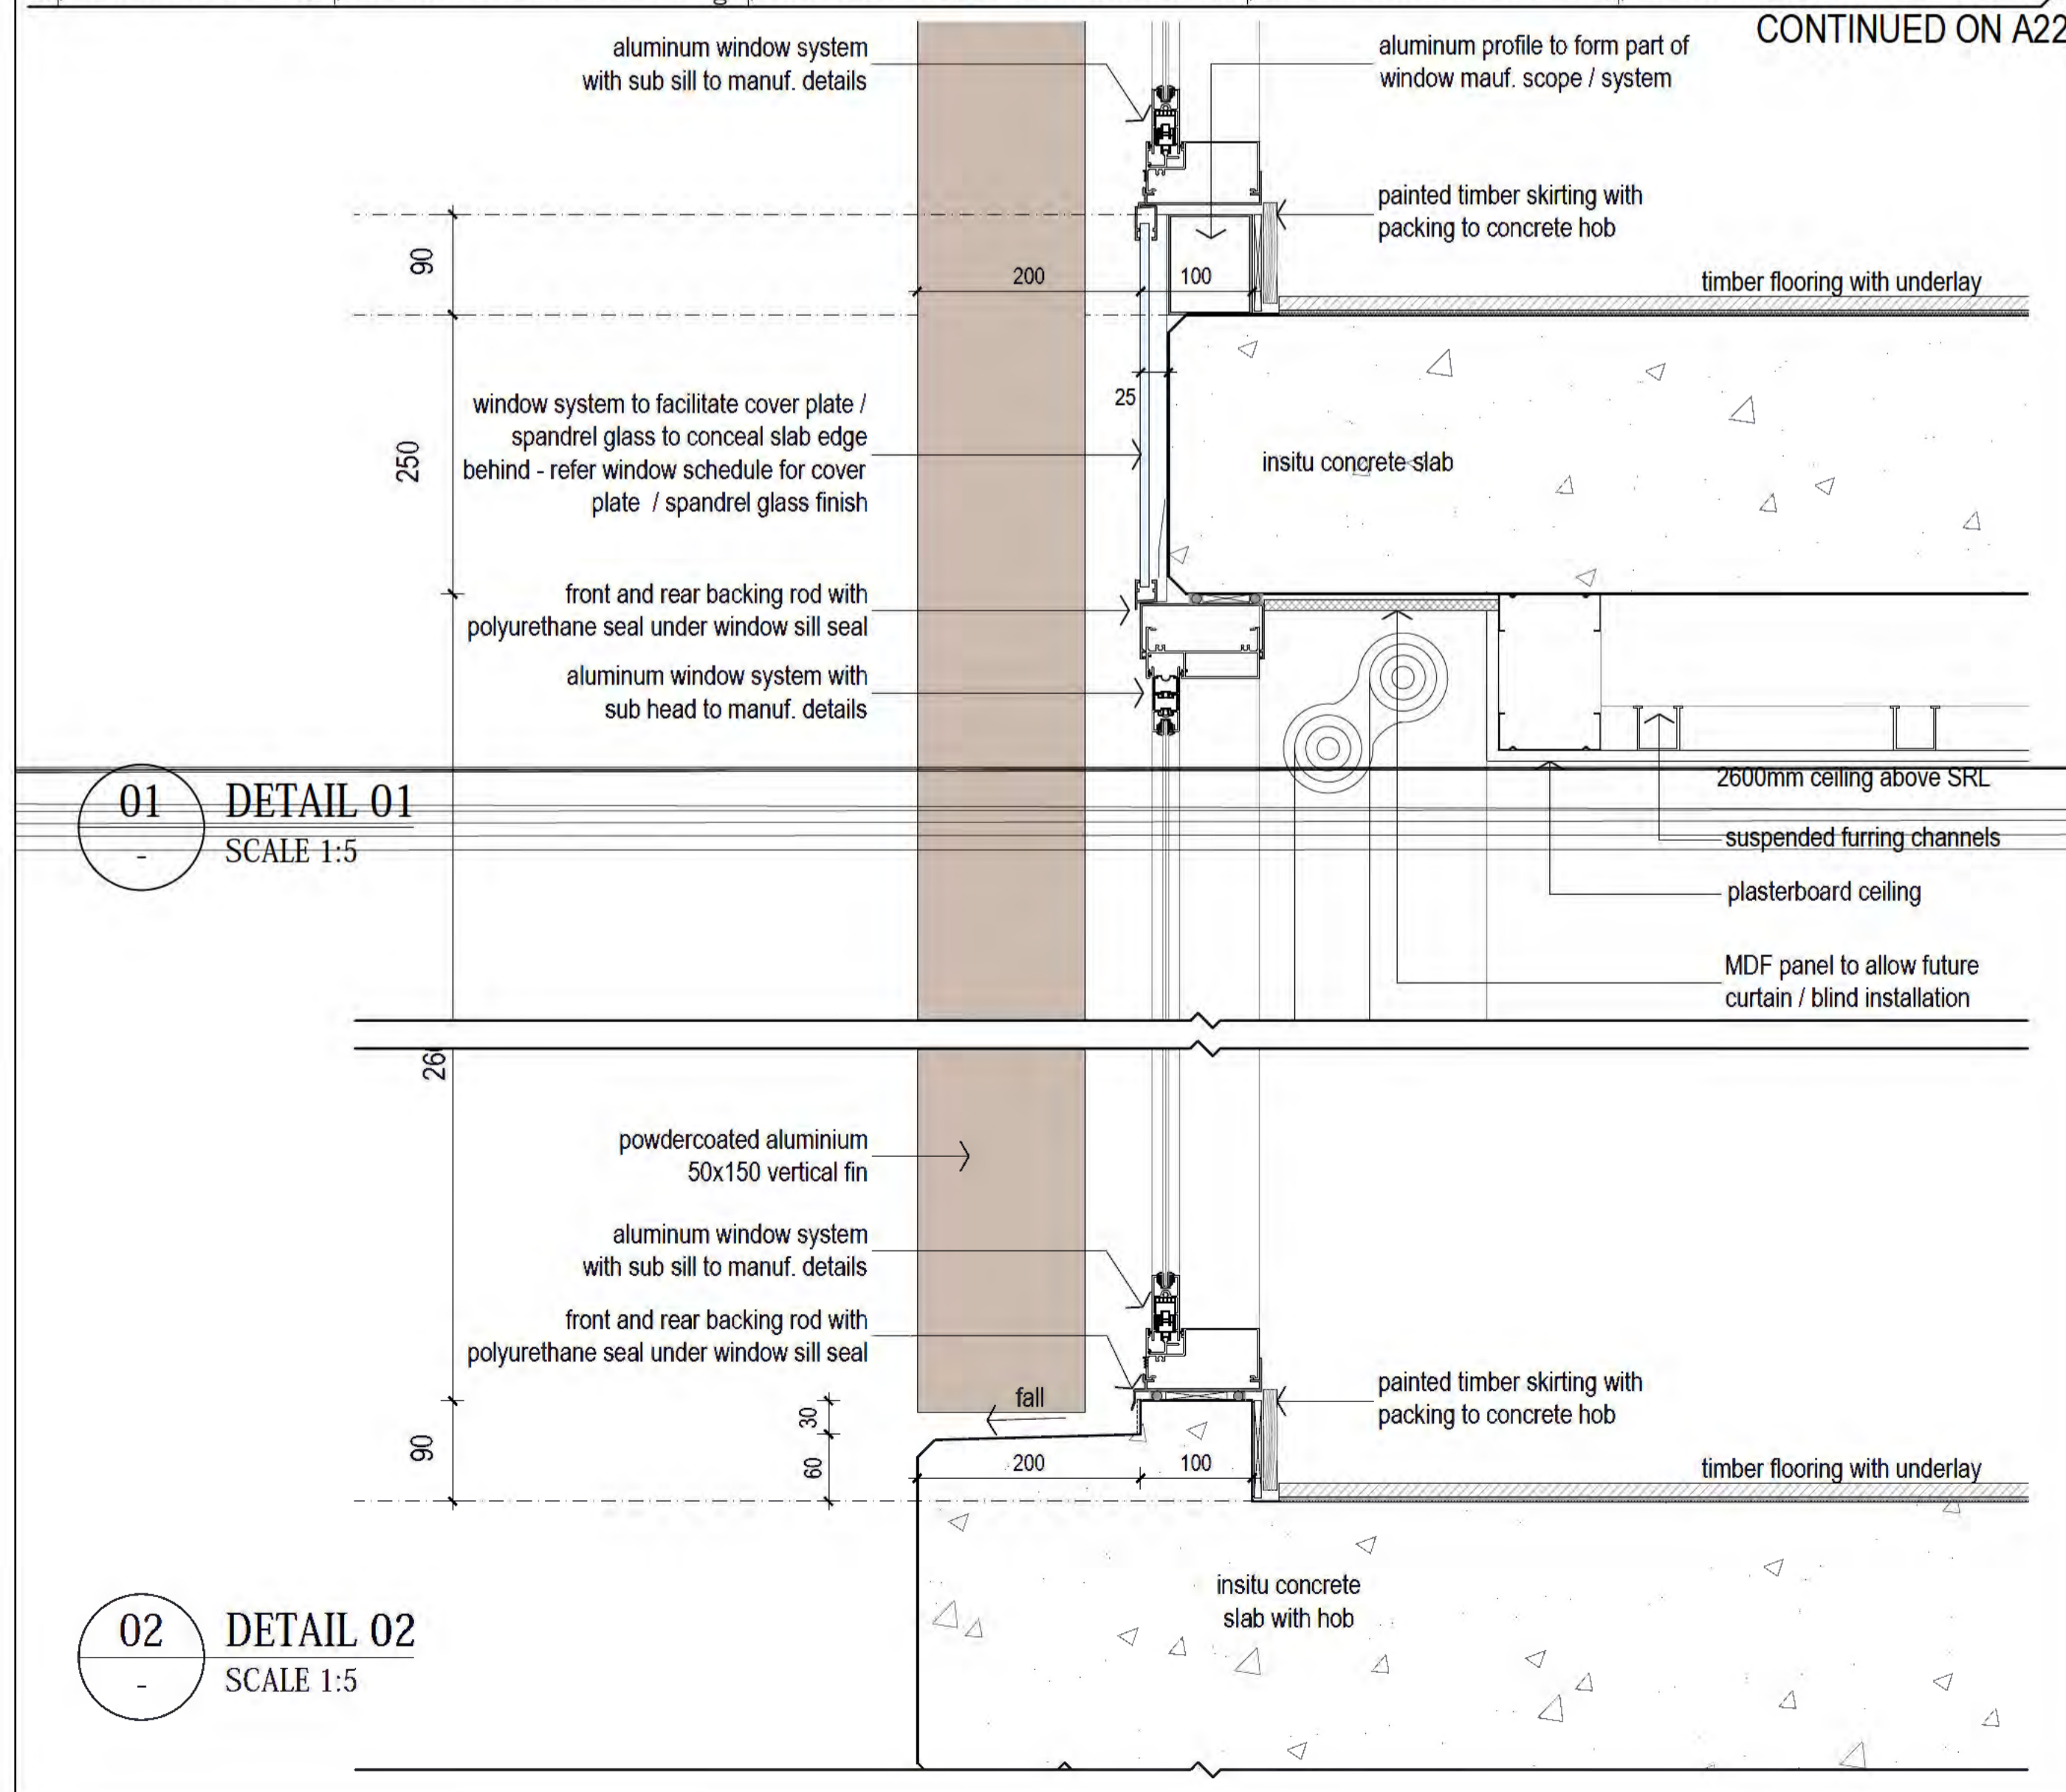 CONTINUED ON A22
aluminum window system
with sub sill to manuf. details
aluminum profile to form part of
window mauf. scope / system
painted timber skirting with
packing to concrete hob
90
200
100
timber flooring with underlay
250
25
window system to facilitate cover plate /
spandrel glass to conceal slab edge
behind - refer window schedule for cover
plate / spandrel glass finish
insitu concrete slab
front and rear backing rod with
polyurethane seal under window sill seal
aluminum window system with
sub head to manuf. details
01
-
DETAIL 01
SCALE 1:5
2600mm ceiling above SRL
suspended furring channels
plasterboard ceiling
MDF panel to allow future
curtain / blind installation
powdercoated aluminium
50x150 vertical fin
aluminum window system
with sub sill to manuf. details
front and rear backing rod with
polyurethane seal under window sill seal
painted timber skirting with
packing to concrete hob
fall
30
90
60
200
100
timber flooring with underlay
insitu concrete
slab with hob
02
-
DETAIL 02
SCALE 1:5